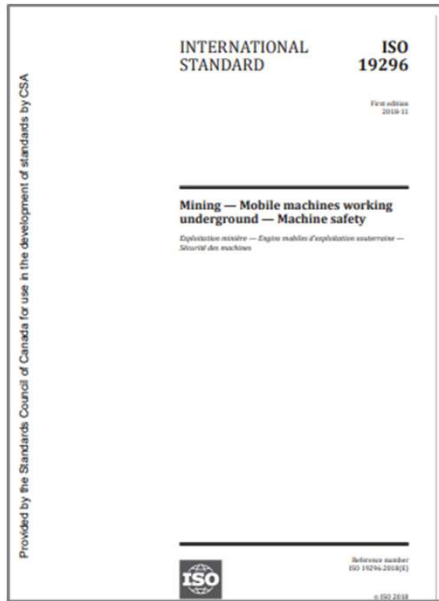 INTERNATIONAL
STANDARD
ISO
19296
First edition
2018-11
Mining — Mobile machines working
underground — Machine safety
Exploitation minière — Engins mobiles d'exploitation souterraine —
Sécurité des machines
Provided by the Standards Council of Canada for use in the development of standards by CSA
ISO
Reference number
ISO 19296:2018(E)
© ISO 2018